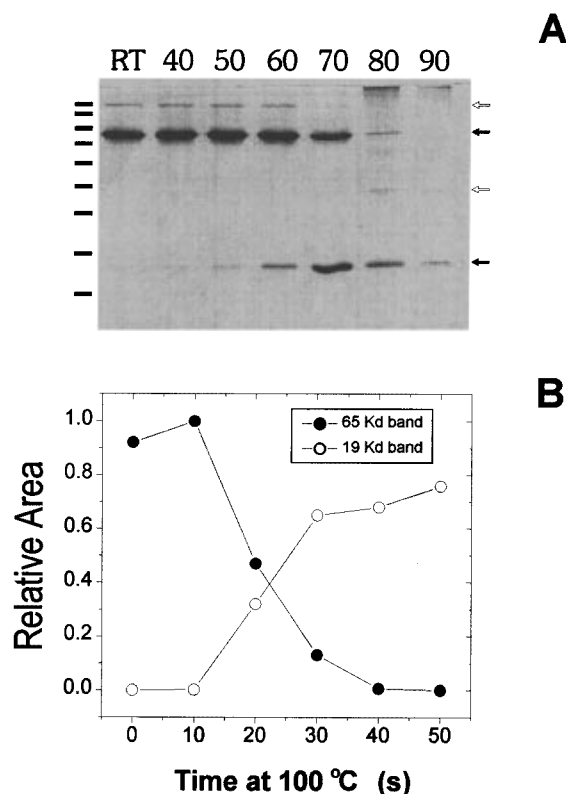 A
RT 40 50 60 70 80 90
B
1.0
0.8
0.6
0.4
0.2
0.0
Relative Area
65 Kd band
19 Kd band
0 10 20 30 40 50
Time at 100 °C (s)